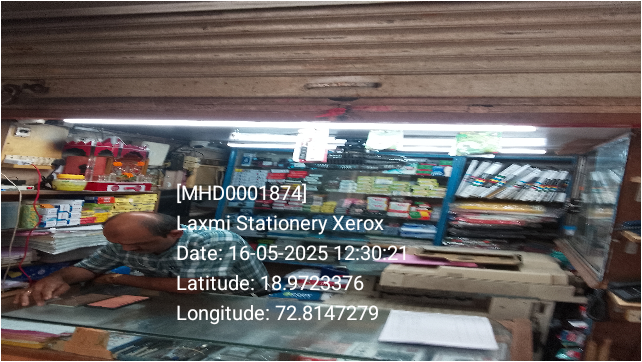 [MHD0001874]
Laxmi Stationery Xerox
Date: 16-05-2025 12:30:21
Latitude: 18.9723376
Longitude: 72.8147279